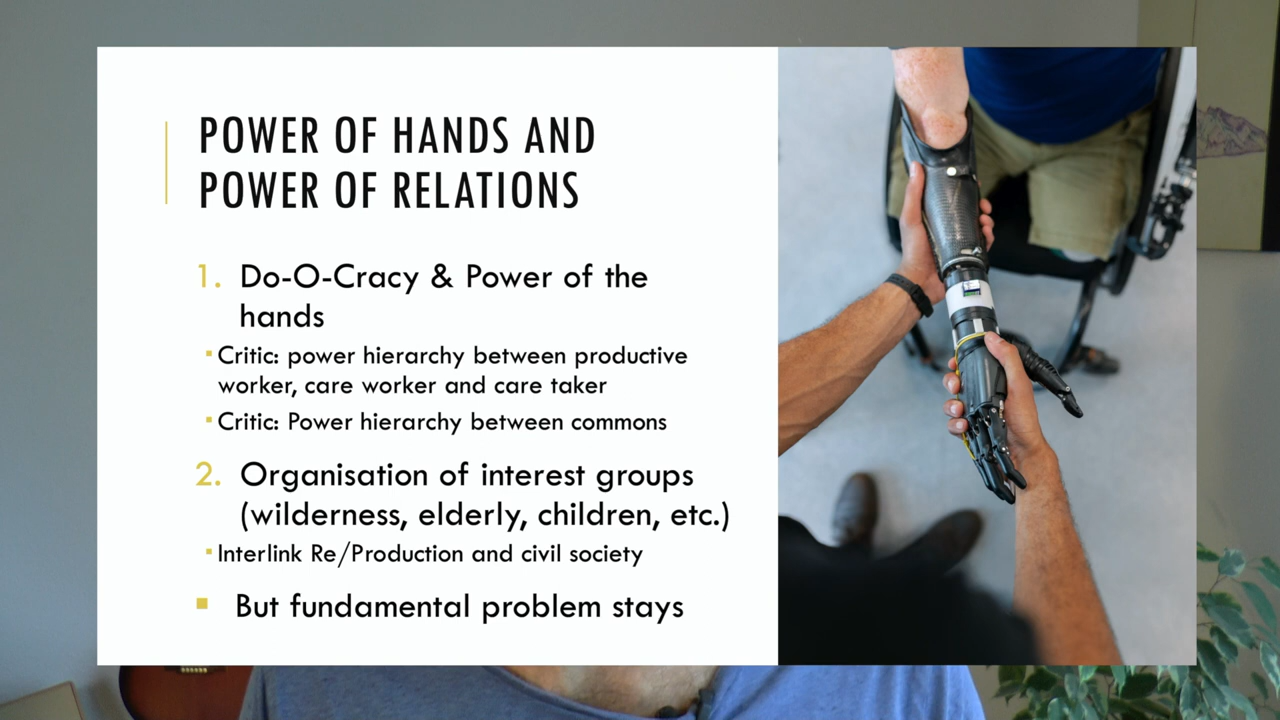 POWER OF HANDS AND
POWER OF RELATIONS
1. Do-O-Cracy & Power of the
hands
▪ Critic: power hierarchy between productive
worker, care worker and care taker
▪ Critic: Power hierarchy between commons
2. Organisation of interest groups
(wilderness, elderly, children, etc.)
▪ Interlink Re/Production and civil society
▪ But fundamental problem stays